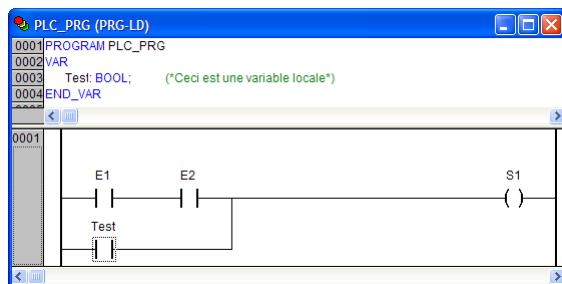 PLC_PRG (PRG-LD)
0001 PROGRAM PLC_PRG
0002 VAR
0003 Test: BOOL; (*Ceci est une variable locale*)
0004 END_VAR
0001
E1 E2 S1
Test